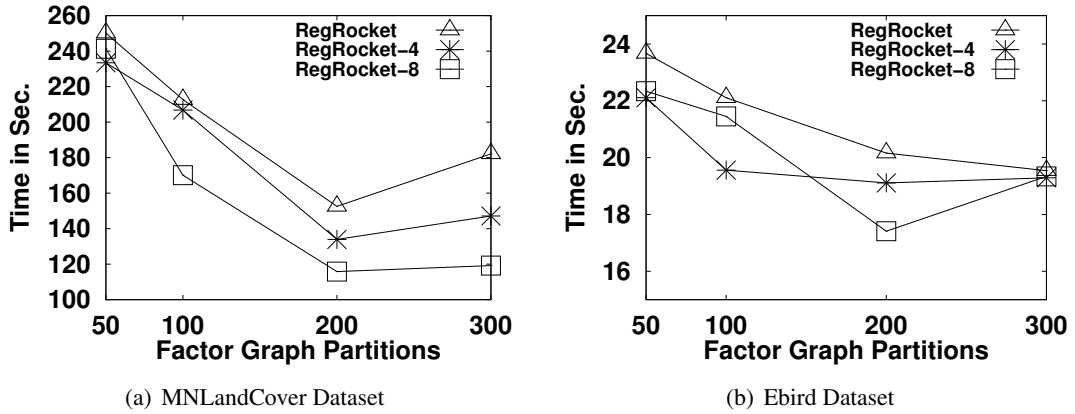 260
240
220
200
180
160
140
120
100
Time in Sec.
RegRocket
RegRocket-4
RegRocket-8
50 100 200 300
Factor Graph Partitions
(a) MNLandCover Dataset
24
22
20
18
16
Time in Sec.
RegRocket
RegRocket-4
RegRocket-8
50 100 200 300
Factor Graph Partitions
(b) Ebird Dataset